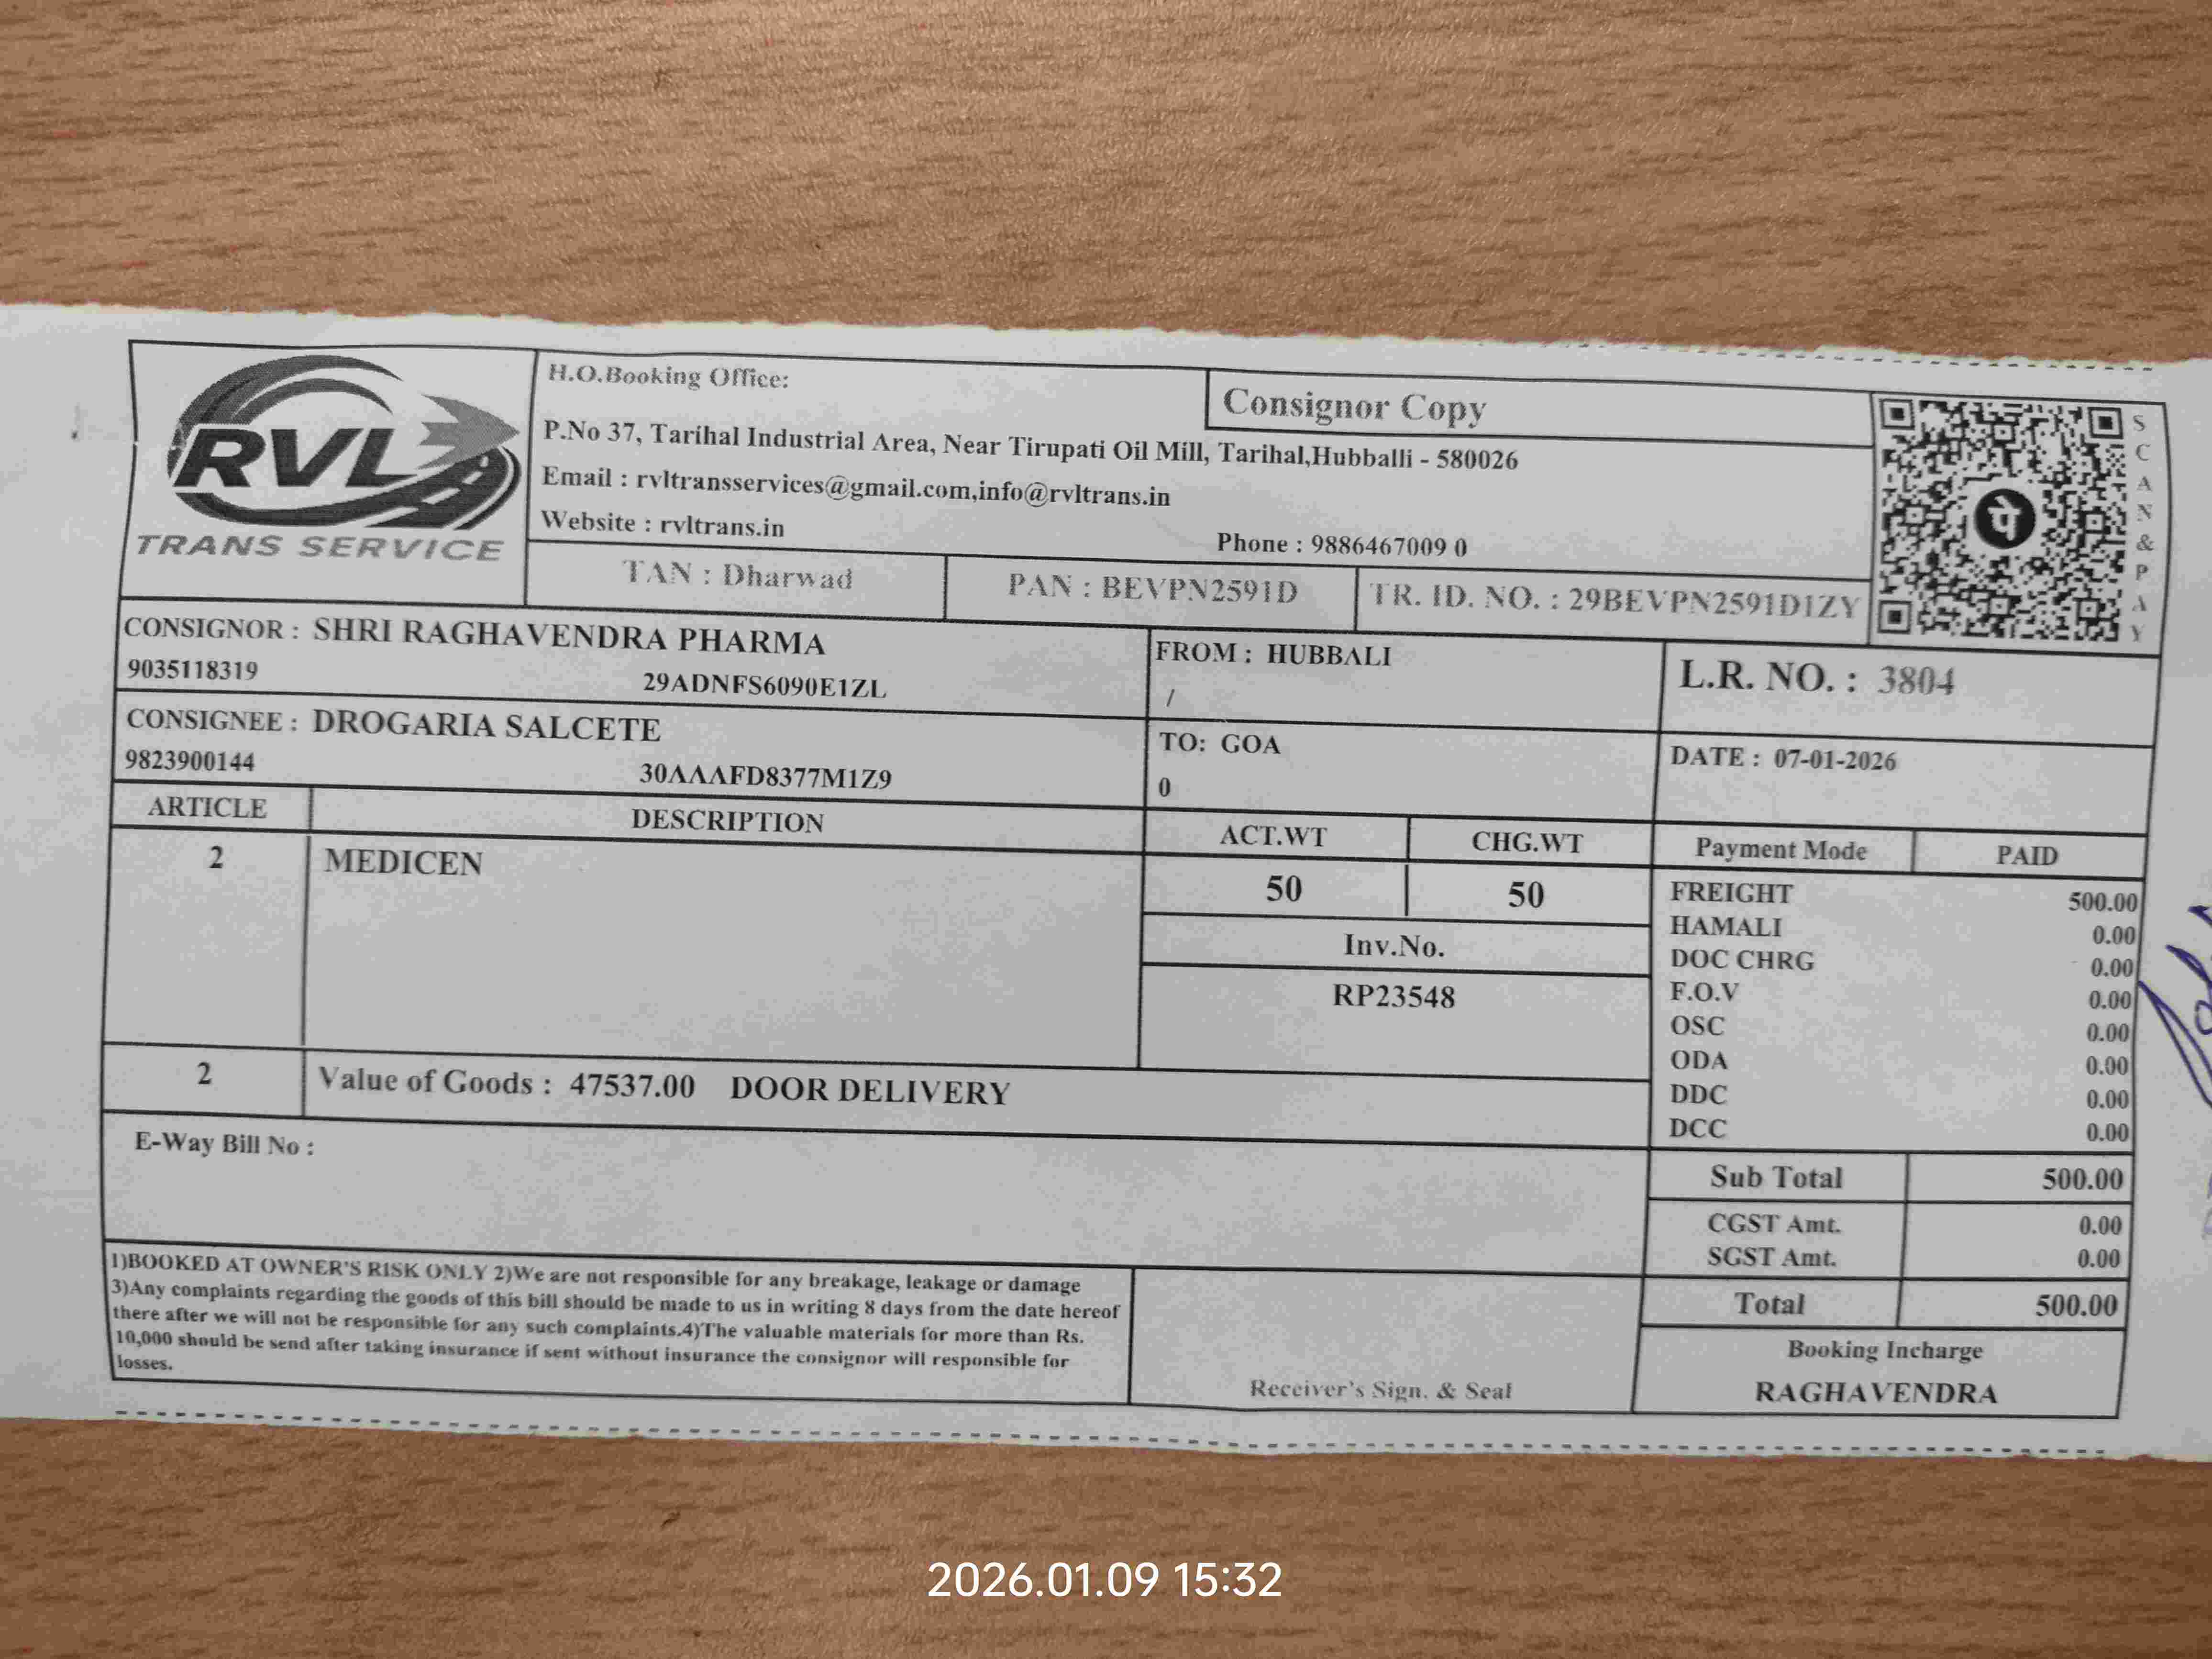 RVL
TRANS SERVICE
H.O.Booking Office:
Consignor Copy
P.No 37, Tarihal Industrial Area, Near Tirupati Oil Mill, Tarihal,Hubballi - 580026
Email : rvltransservices@gmail.com,info@rvltrans.in
Website : rvltrans.in
Phone : 9886467009 0
TAN : Dharwad
PAN : BEVPN2591D
TR. ID. NO. : 29BEVPN2591D1ZY
SCAN&PAY
पे
CONSIGNOR : SHRI RAGHAVENDRA PHARMA
9035118319 29ADNFS6090E1ZL
FROM : HUBBALI
/
L.R. NO. : 3804
CONSIGNEE : DROGARIA SALCETE
9823900144 30AAAFD8377M1Z9
TO: GOA
0
DATE : 07-01-2026
ARTICLE DESCRIPTION ACT.WT CHG.WT Payment Mode PAID
2 MEDICEN 50 50
Inv.No.
RP23548
FREIGHT 500.00
HAMALI 0.00
DOC CHRG 0.00
F.O.V 0.00
OSC 0.00
ODA 0.00
DDC 0.00
DCC 0.00
2 Value of Goods : 47537.00 DOOR DELIVERY
E-Way Bill No :
Sub Total 500.00
CGST Amt. 0.00
SGST Amt. 0.00
Total 500.00
1)BOOKED AT OWNER'S RISK ONLY 2)We are not responsible for any breakage, leakage or damage
3)Any complaints regarding the goods of this bill should be made to us in writing 8 days from the date hereof
there after we will not be responsible for any such complaints.4)The valuable materials for more than Rs.
10,000 should be send after taking insurance if sent without insurance the consignor will responsible for
losses.
Receiver's Sign. & Seal
Booking Incharge
RAGHAVENDRA
2026.01.09 15:32